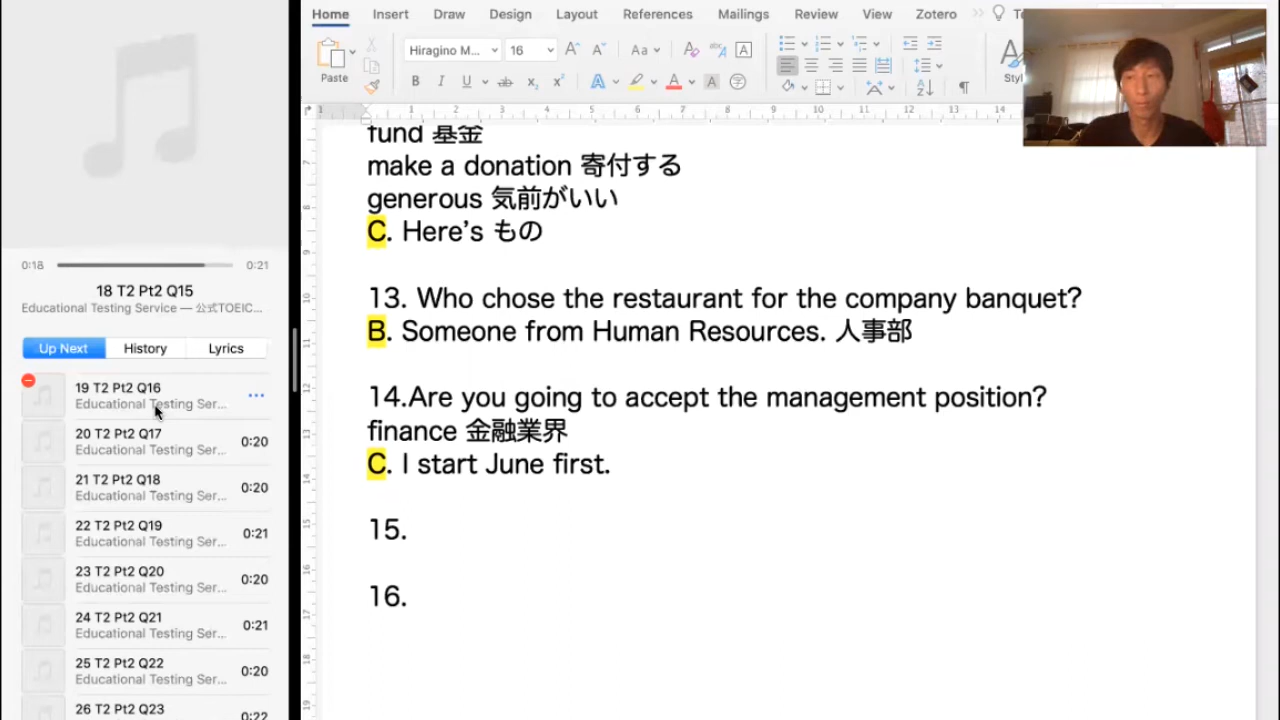 Home Insert Draw Design Layout References Mailings Review View Zotero
Paste
Hiragino M... 16
0:18 0:21
18 T2 Pt2 Q15
Educational Testing Service — 公式TOEIC...
Up Next History Lyrics
19 T2 Pt2 Q16
Educational Testing Ser...
20 T2 Pt2 Q17
Educational Testing Ser...
0:20
21 T2 Pt2 Q18
Educational Testing Ser...
0:20
22 T2 Pt2 Q19
Educational Testing Ser...
0:21
23 T2 Pt2 Q20
Educational Testing Ser...
0:20
24 T2 Pt2 Q21
Educational Testing Ser...
0:21
25 T2 Pt2 Q22
Educational Testing Ser...
0:20
26 T2 Pt2 Q23
0:22
fund 基金
make a donation 寄付する
generous 気前がいい
C. Here’s もの
13. Who chose the restaurant for the company banquet?
B. Someone from Human Resources. 人事部
14.Are you going to accept the management position?
finance 金融業界
C. I start June first.
15.
16.